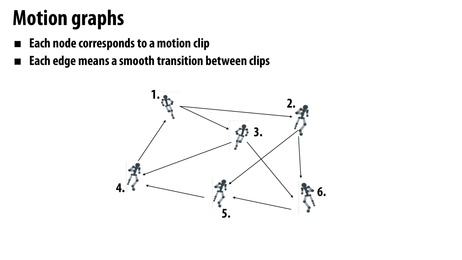 Motion graphs
■ Each node corresponds to a motion clip
■ Each edge means a smooth transition between clips
1.
2.
3.
4.
5.
6.